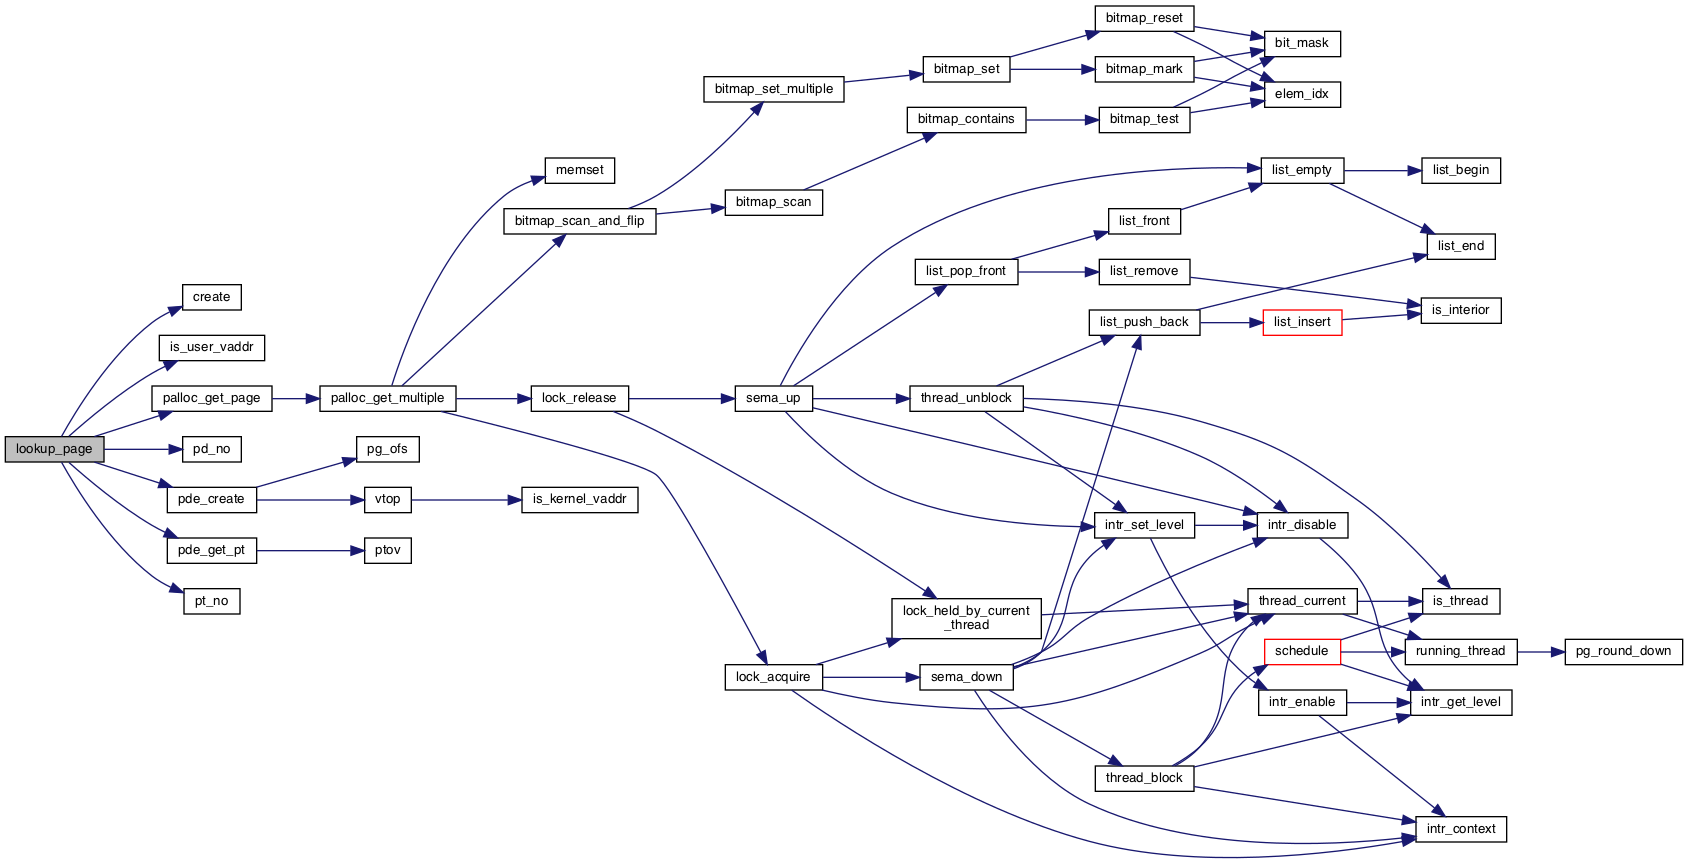 bitmap_reset
bit_mask
bitmap_set
bitmap_mark
bitmap_set_multiple
elem_idx
bitmap_contains
bitmap_test
memset
list_empty
list_begin
bitmap_scan
bitmap_scan_and_flip
list_front
list_end
list_pop_front
list_remove
create
is_interior
list_push_back
list_insert
is_user_vaddr
palloc_get_page
palloc_get_multiple
lock_release
sema_up
thread_unblock
lookup_page
pd_no
pg_ofs
pde_create
vtop
is_kernel_vaddr
intr_set_level
intr_disable
pde_get_pt
ptov
pt_no
lock_held_by_current
_thread
thread_current
is_thread
schedule
running_thread
pg_round_down
lock_acquire
sema_down
intr_enable
intr_get_level
thread_block
intr_context